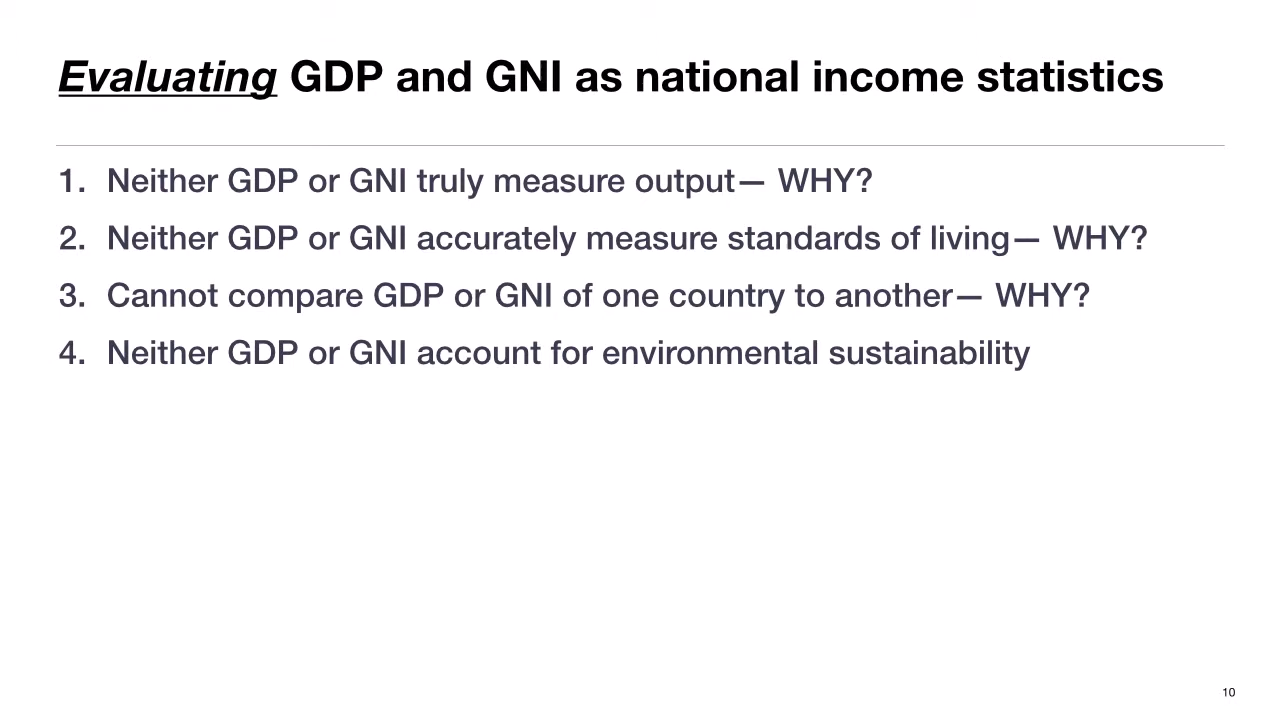 Evaluating GDP and GNI as national income statistics
1. Neither GDP or GNI truly measure output— WHY?
2. Neither GDP or GNI accurately measure standards of living— WHY?
3. Cannot compare GDP or GNI of one country to another— WHY?
4. Neither GDP or GNI account for environmental sustainability
10